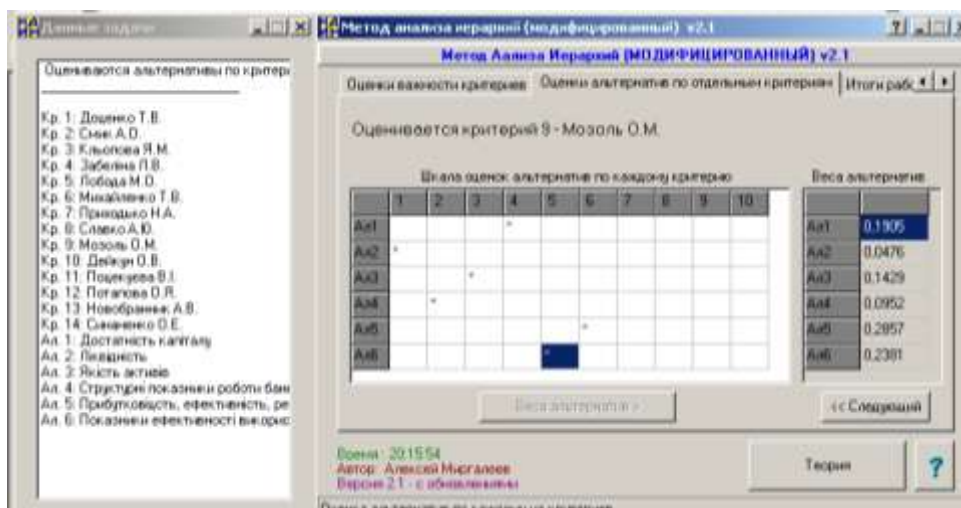 Данные задачи
Оцениваются альтернативы по критери
Кр. 1: Доценко Т.В.
Кр. 2: А.О.
Кр. 3: Кльопова Я.М.
Кр. 4: Забеліна Л.В.
Кр. 5: Лобода М.О.
Кр. 6: Михайленко Т.В.
Кр. 7: Приходько Н.А.
Кр. 8: Славко А.Ю.
Кр. 9: Мозоль О.М.
Кр. 10: Дейкун О.В.
Кр. 11: В.І.
Кр. 12: Потапова О.Я.
Кр. 13: А.В.
Кр. 14: О.Е.
Ал. 1: Достатність капіталу
Ал. 2: Ліквідність
Ал. 3: Якість активів
Ал. 4: Структурні показники роботи бан
Ал. 5: Прибутковість, ефективність, ре
Ал. 6: Показники ефективності викорис
Метод анализа иерархий (модифицированный) v2.1
Метод Аализа Иерархий (МОДИФИЦИРОВАННЫЙ) v2.1
Оценки важности критериев Оценки альтернатив по отдельным критериям Итоги рабо
Оценивается критерий 9 - Мозоль О.М.
Шкала оценок альтернатив по каждому критерию
1 2 3 4 5 6 7 8 9 10
Ал1 *
Ал2 *
Ал3 *
Ал4 *
Ал5 *
Ал6 *
Веса альтернатив
Ал1 0.1905
Ал2 0.0476
Ал3 0.1429
Ал4 0.0952
Ал5 0.2857
Ал6 0.2381
Веса альтернатив >
<< Следующий
Время : 20:15:54
Автор: Алексей Миргалеев
Версия 2.1 - с обновлениями
Теория
?